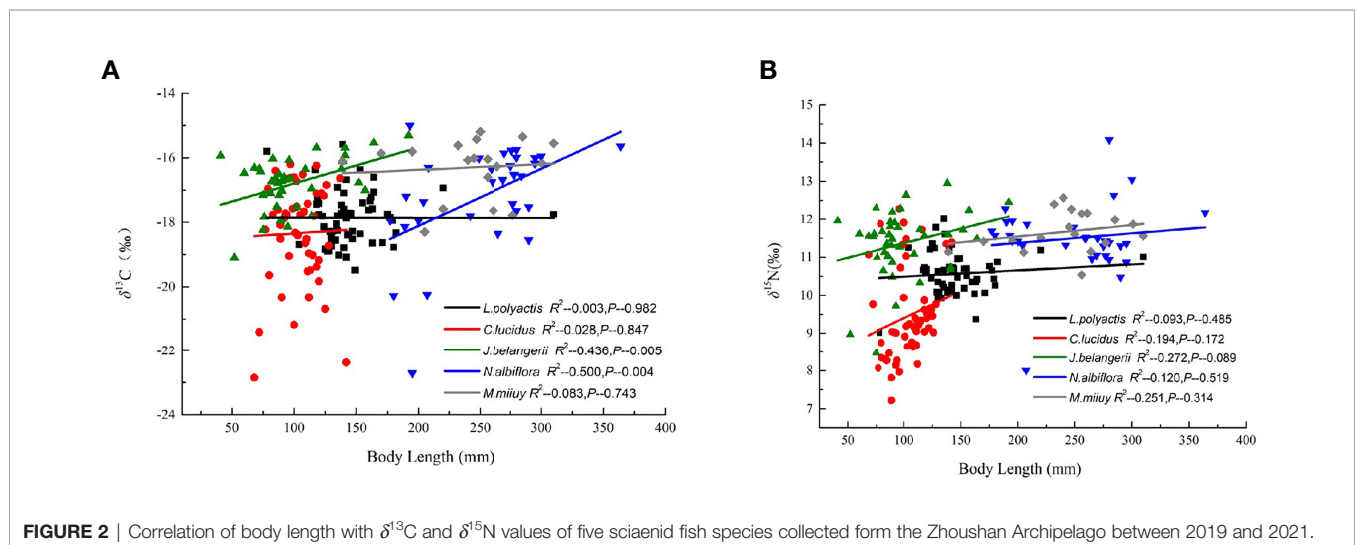 A
B
-14
-16
-18
-20
-22
-24
δ13C (‰)
50 100 150 200 250 300 350 400
Body Length (mm)
L.polyactis R2--0.003,P--0.982
C.lucidus R2--0.028,P--0.847
J.belangerii R2--0.436,P--0.005
N.albiflora R2--0.500,P--0.004
M.miiuy R2--0.083,P--0.743
15
14
13
12
11
10
9
8
7
δ15N(‰)
50 100 150 200 250 300 350 400
Body Length (mm)
L.polyactis R2--0.093,P--0.485
C.lucidus R2--0.194,P--0.172
J.belangerii R2--0.272,P--0.089
N.albiflora R2--0.120,P--0.519
M.miiuy R2--0.251,P--0.314
FIGURE 2 | Correlation of body length with δ13C and δ15N values of five sciaenid fish species collected form the Zhoushan Archipelago between 2019 and 2021.